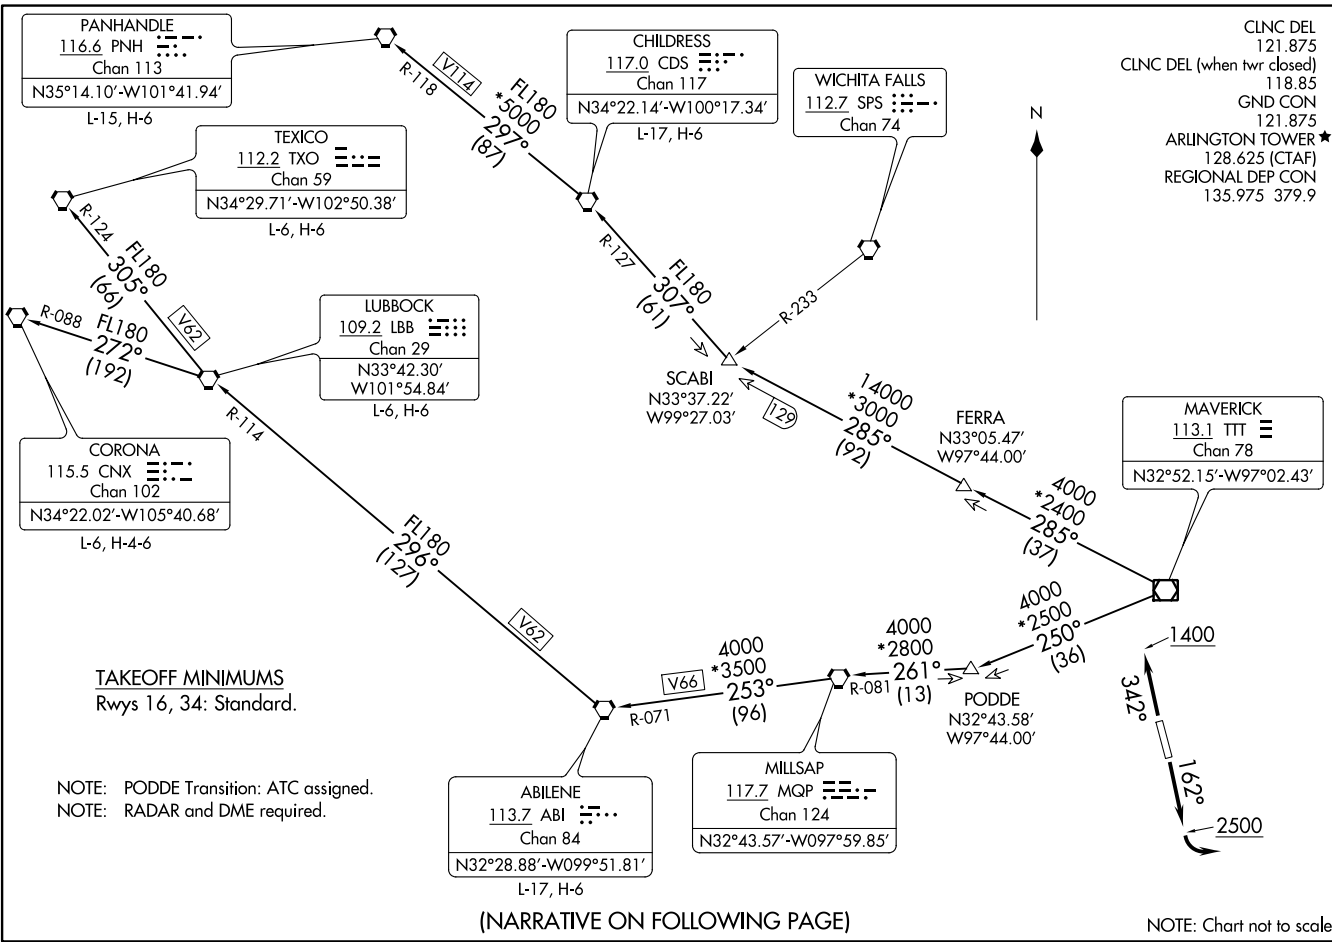 PANHANDLE
116.6 PNH
Chan 113
N35°14.10′-W101°41.94′
L-15, H-6
R-118
V114
FL180
*5000
297°
(87)
CHILDRESS
117.0 CDS
Chan 117
N34°22.14′-W100°17.34′
L-17, H-6
WICHITA FALLS
112.7 SPS
Chan 74
N
CLNC DEL
121.875
CLNC DEL (when twr closed)
118.85
GND CON
121.875
ARLINGTON TOWER ★
128.625 (CTAF)
REGIONAL DEP CON
135.975 379.9
TEXICO
112.2 TXO
Chan 59
N34°29.71′-W102°50.38′
L-6, H-6
R-124
FL180
305°
(66)
V62
R-088
FL180
272°
(192)
LUBBOCK
109.2 LBB
Chan 29
N33°42.30′
W101°54.84′
L-6, H-6
R-127
FL180
307°
(61)
R-233
SCABI
N33°37.22′
W99°27.03′
129
14000
*3000
285°
(92)
FERRA
N33°05.47′
W97°44.00′
MAVERICK
113.1 TTT
Chan 78
N32°52.15′-W97°02.43′
CORONA
115.5 CNX
Chan 102
N34°22.02′-W105°40.68′
L-6, H-4-6
R-114
FL180
296°
(127)
V62
4000
*2400
285°
(37)
4000
*2500
250°
(36)
4000
*2800
261°
(13)
R-081
4000
*3500
253°
(96)
V66
R-071
PODDE
N32°43.58′
W97°44.00′
1400
342°
162°
2500
TAKEOFF MINIMUMS
Rwys 16, 34: Standard.
NOTE: PODDE Transition: ATC assigned.
NOTE: RADAR and DME required.
ABILENE
113.7 ABI
Chan 84
N32°28.88′-W099°51.81′
L-17, H-6
MILLSAP
117.7 MQP
Chan 124
N32°43.57′-W097°59.85′
(NARRATIVE ON FOLLOWING PAGE)
NOTE: Chart not to scale